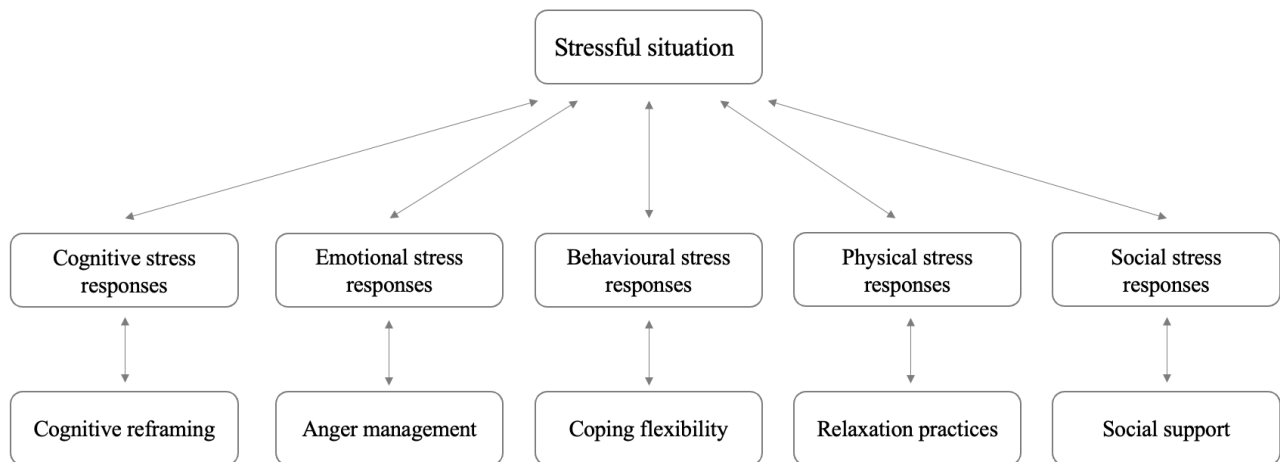 Stressful situation
Cognitive stress
responses
Emotional stress
responses
Behavioural stress
responses
Physical stress
responses
Social stress
responses
Cognitive reframing
Anger management
Coping flexibility
Relaxation practices
Social support